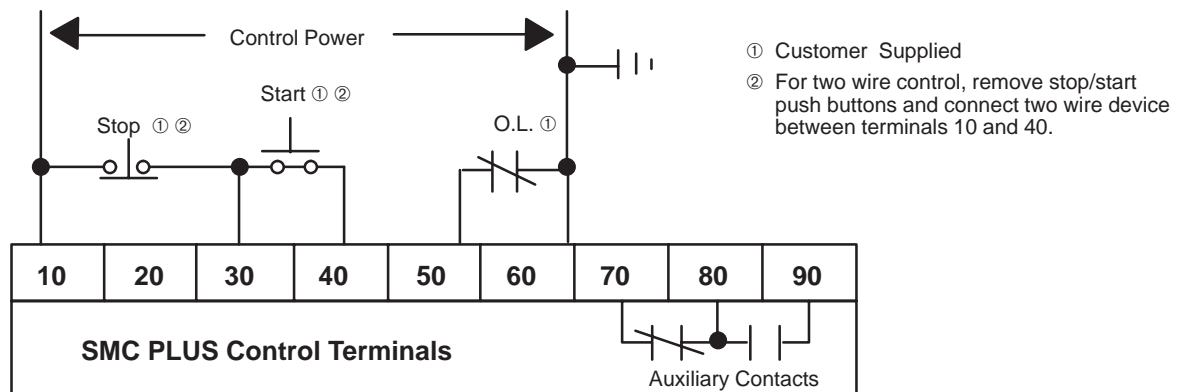 Control Power
① Customer Supplied
② For two wire control, remove stop/start
push buttons and connect two wire device
between terminals 10 and 40.
Start ① ②
Stop ① ②
O.L. ①
10 20 30 40 50 60 70 80 90
SMC PLUS Control Terminals
Auxiliary Contacts